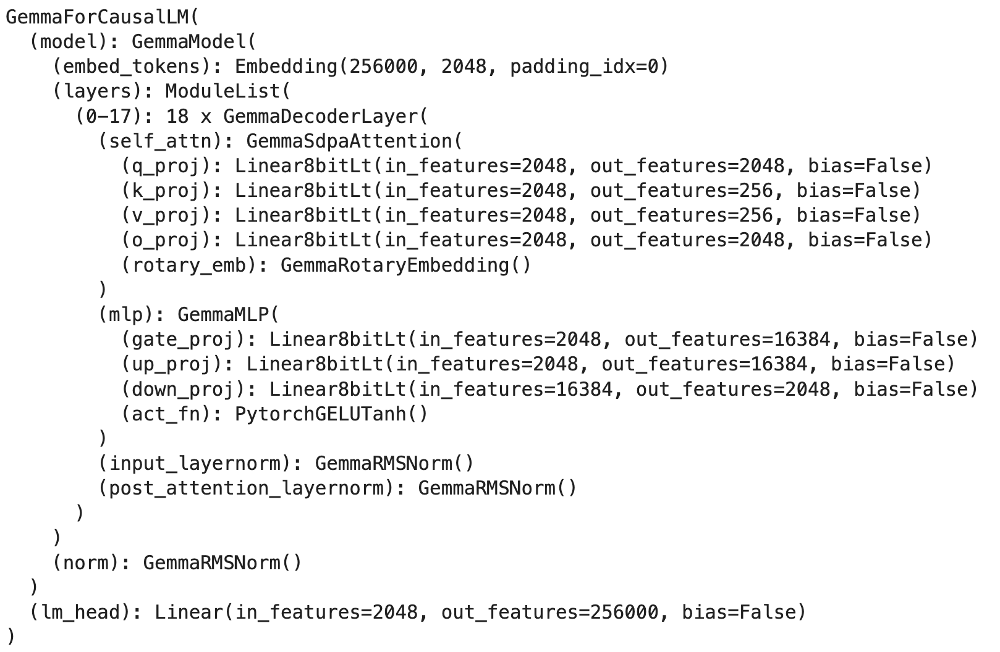 GemmaForCausalLM(
  (model): GemmaModel(
    (embed_tokens): Embedding(256000, 2048, padding_idx=0)
    (layers): ModuleList(
      (0-17): 18 x GemmaDecoderLayer(
        (self_attn): GemmaSdpaAttention(
          (q_proj): Linear8bitLt(in_features=2048, out_features=2048, bias=False)
          (k_proj): Linear8bitLt(in_features=2048, out_features=256, bias=False)
          (v_proj): Linear8bitLt(in_features=2048, out_features=256, bias=False)
          (o_proj): Linear8bitLt(in_features=2048, out_features=2048, bias=False)
          (rotary_emb): GemmaRotaryEmbedding()
        )
        (mlp): GemmaMLP(
          (gate_proj): Linear8bitLt(in_features=2048, out_features=16384, bias=False)
          (up_proj): Linear8bitLt(in_features=2048, out_features=16384, bias=False)
          (down_proj): Linear8bitLt(in_features=16384, out_features=2048, bias=False)
          (act_fn): PytorchGELUTanh()
        )
        (input_layernorm): GemmaRMSNorm()
        (post_attention_layernorm): GemmaRMSNorm()
      )
    )
    (norm): GemmaRMSNorm()
  )
  (lm_head): Linear(in_features=2048, out_features=256000, bias=False)
)